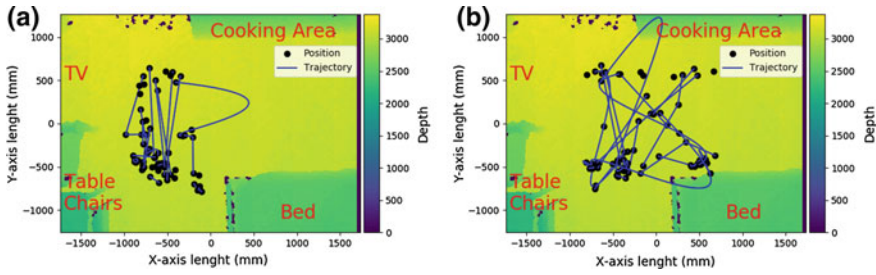 (a)
Cooking Area
Position
Trajectory
TV
Table
Chairs
Bed
1000
500
0
−500
−1000
Y-axis lenght (mm)
−1500
−1000
−500
0
500
1000
1500
X-axis lenght (mm)
3000
2500
2000
1500
1000
500
0
Depth
(b)
Cooking Area
Position
Trajectory
TV
Table
Chairs
Bed
1000
500
0
−500
−1000
Y-axis lenght (mm)
−1500
−1000
−500
0
500
1000
1500
X-axis lenght (mm)
3000
2500
2000
1500
1000
500
0
Depth